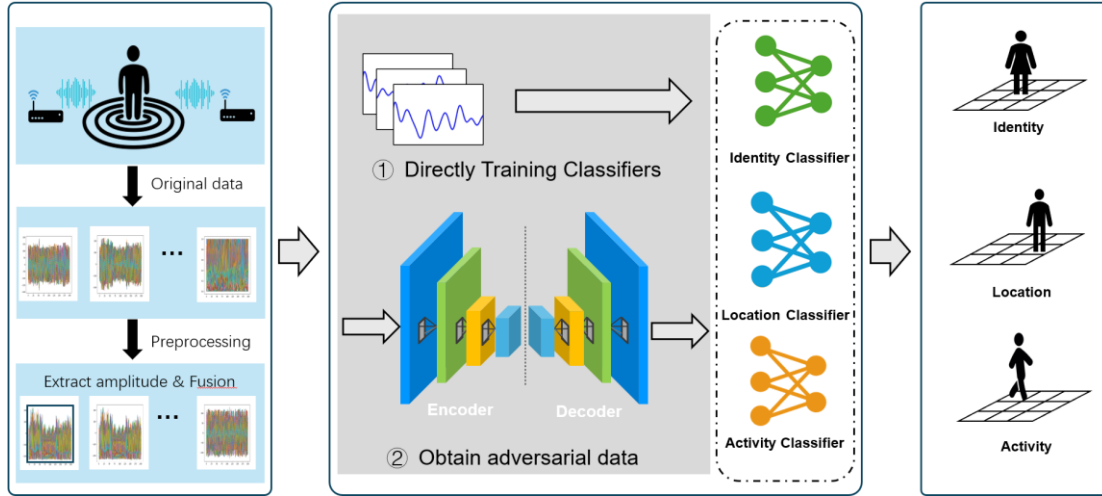 Original data
...
Preprocessing
Extract amplitude & Fusion
...
① Directly Training Classifiers
Encoder
Decoder
② Obtain adversarial data
Identity Classifier
Location Classifier
Activity Classifier
Identity
Location
Activity